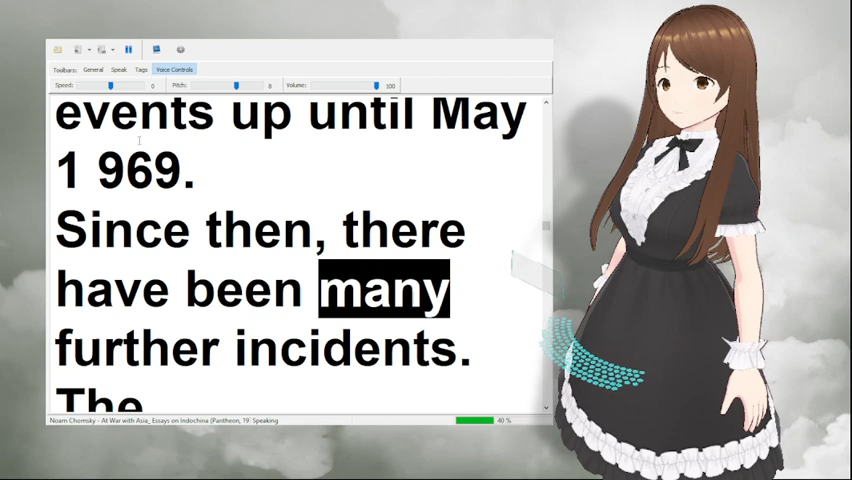 Toolbars: General Speak Tags Voice Controls
Speed: 0 Pitch: 8 Volume: 100
events up until May
1 969.
Since then, there
have been many
further incidents.
The
Noam Chomsky - At War with Asia_ Essays on Indochina (Pantheon, 19 Speaking 40 %